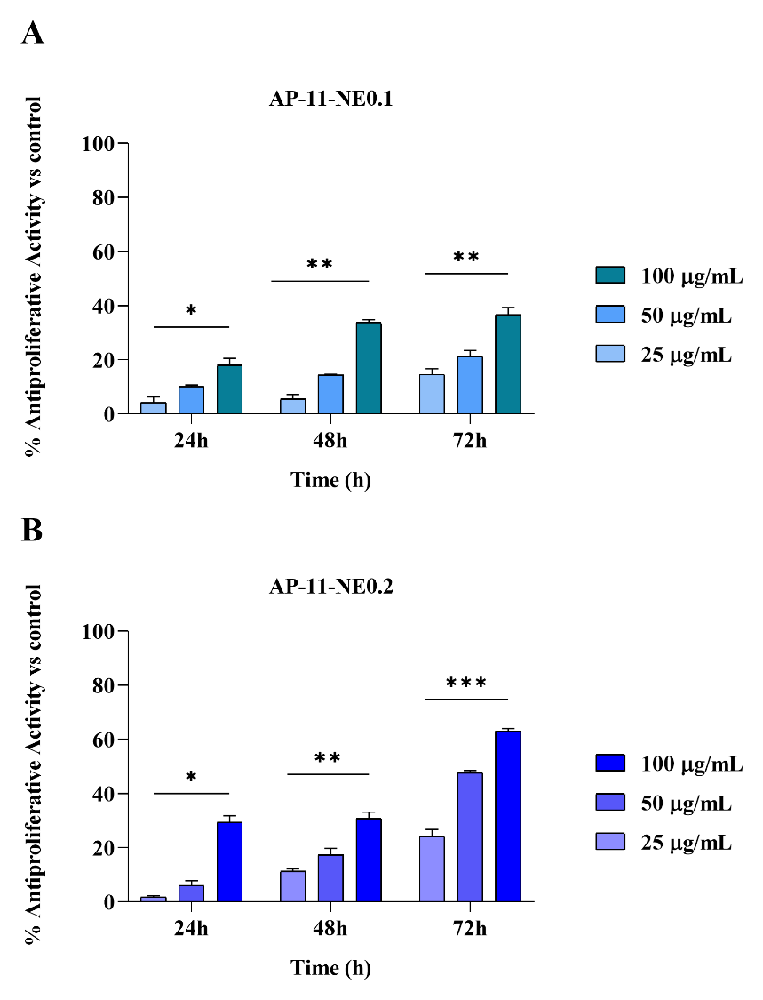 A
AP-11-NE0.1
% Antiproliferative Activity vs control
100
80
60
40
20
0
*
**
**
24h 48h 72h
Time (h)
100 μg/mL
50 μg/mL
25 μg/mL
B
AP-11-NE0.2
% Antiproliferative Activity vs control
100
80
60
40
20
0
*
**
***
24h 48h 72h
Time (h)
100 μg/mL
50 μg/mL
25 μg/mL